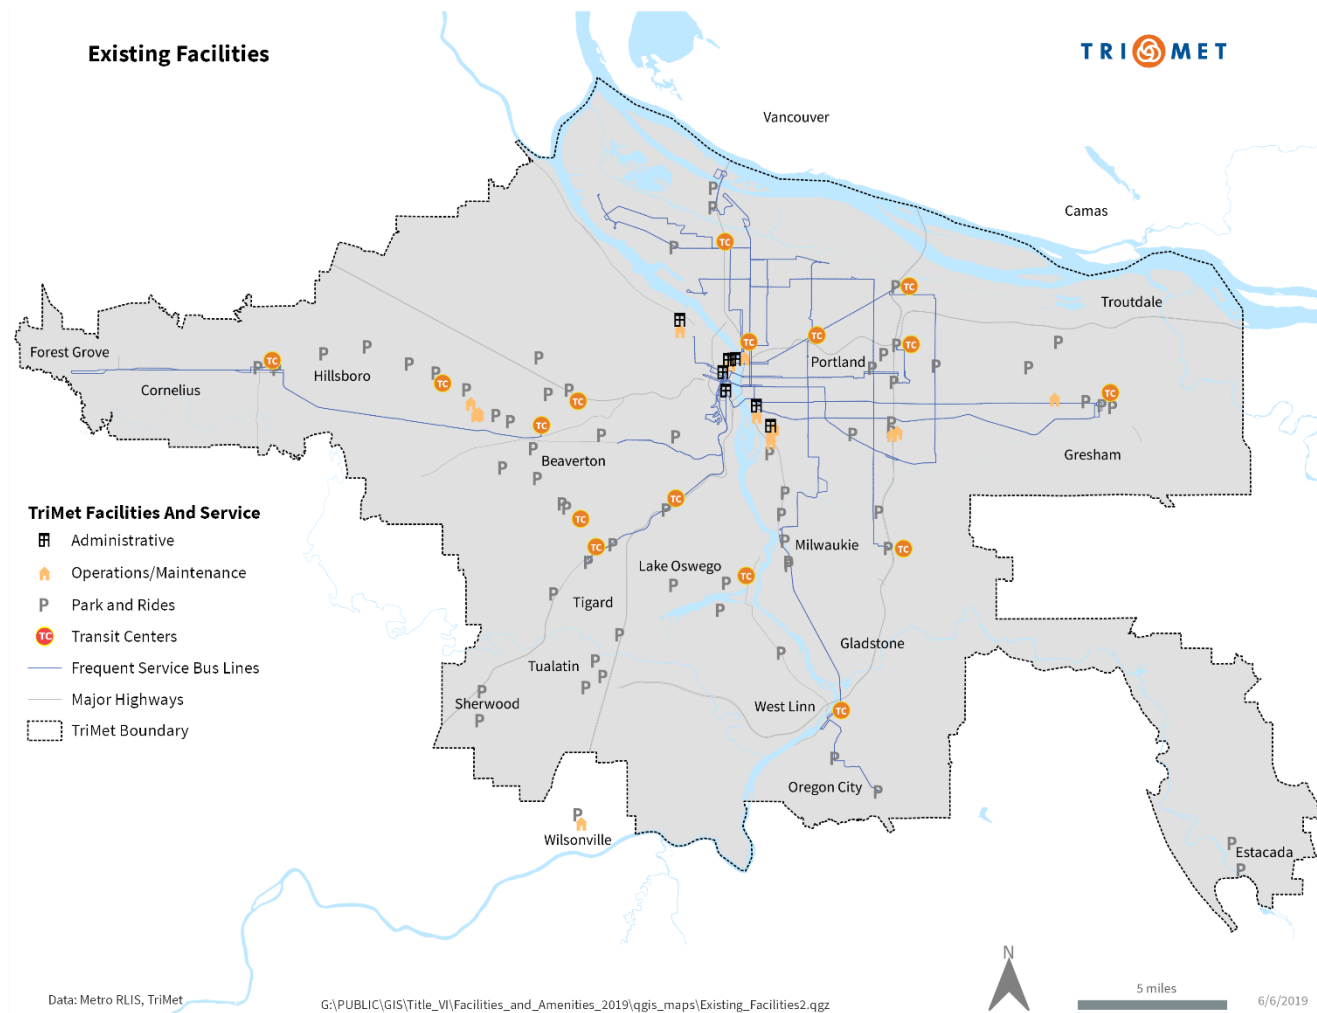 Existing Facilities
TRI MET
Vancouver
Camas
Troutdale
Forest Grove
Hillsboro
Portland
Cornelius
Gresham
Beaverton
TriMet Facilities And Service
Administrative
Operations/Maintenance
P Park and Rides
TC Transit Centers
Frequent Service Bus Lines
Major Highways
TriMet Boundary
Milwaukie
Lake Oswego
Tigard
Gladstone
Tualatin
Sherwood
West Linn
Oregon City
Wilsonville
Estacada
N
5 miles
Data: Metro RLIS, TriMet
G:\PUBLIC\GIS\Title_VI\Facilities_and_Amenities_2019\qgis_maps\Existing_Facilities2.qgz
6/6/2019